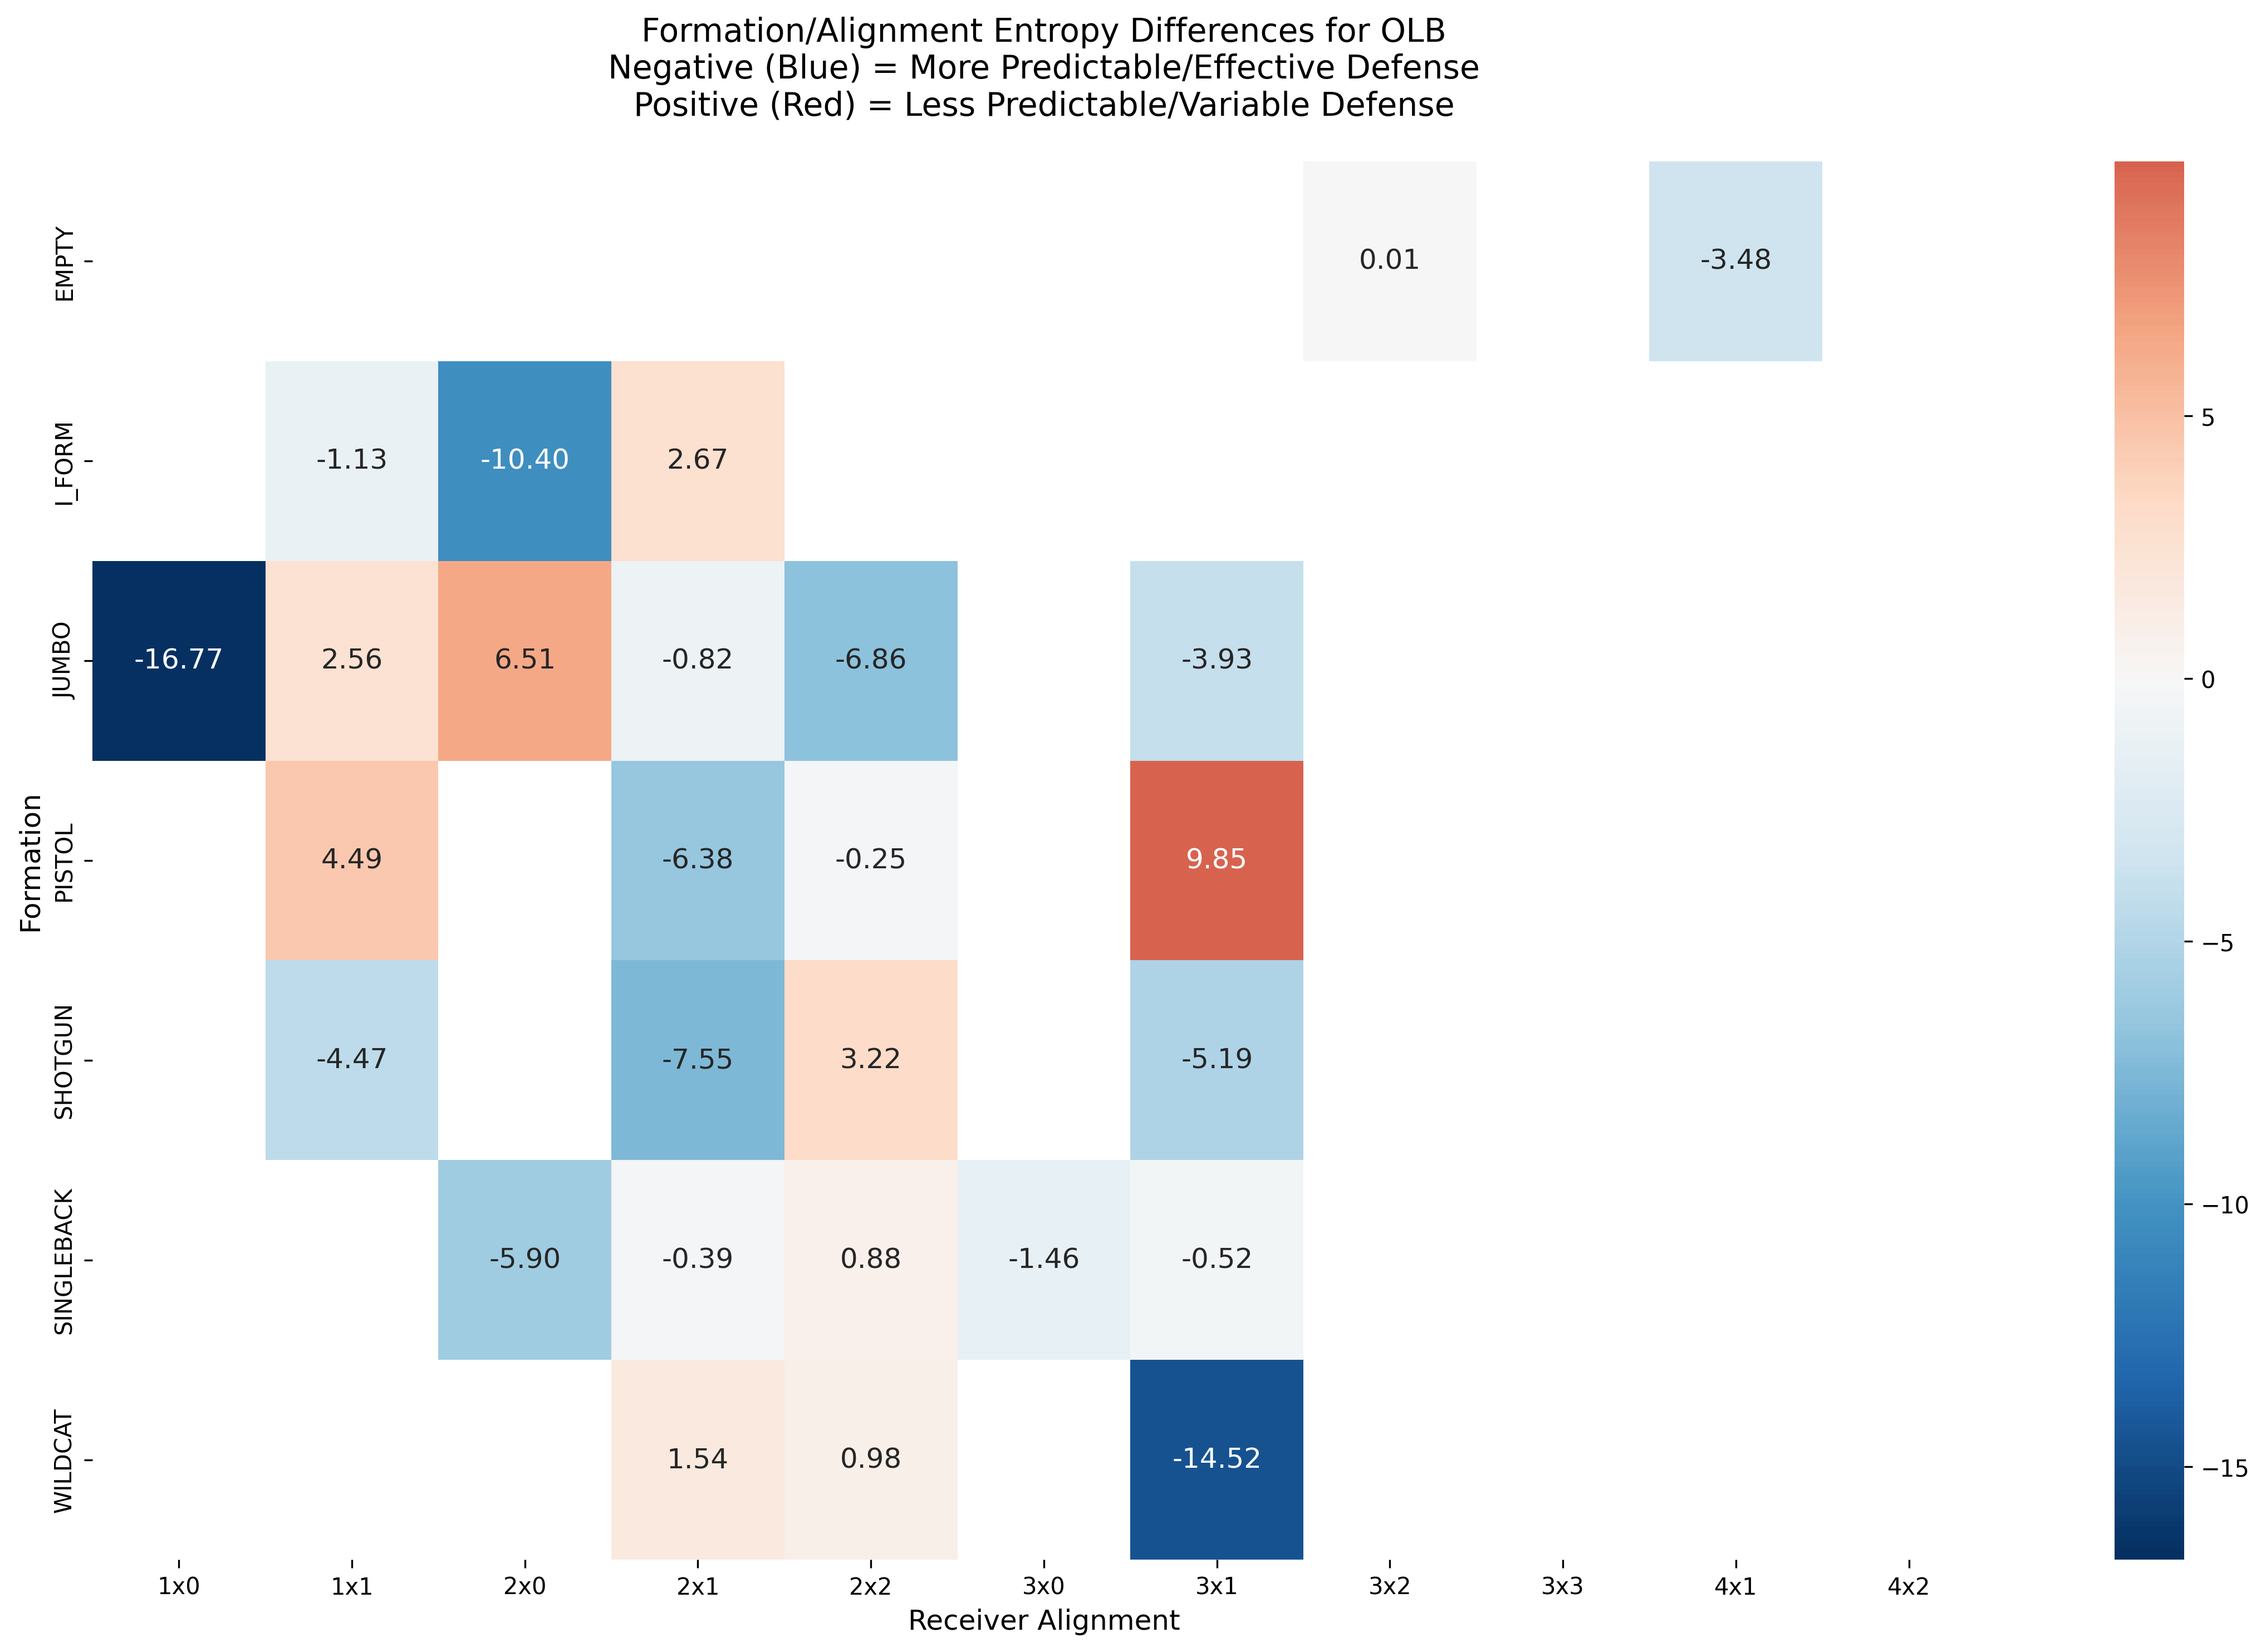 Formation/Alignment Entropy Differences for OLB
Negative (Blue) = More Predictable/Effective Defense
Positive (Red) = Less Predictable/Variable Defense
EMPTY
0.01
-3.48
I_FORM
-1.13
-10.40
2.67
JUMBO
-16.77
2.56
6.51
-0.82
-6.86
-3.93
PISTOL
4.49
-6.38
-0.25
9.85
SHOTGUN
-4.47
-7.55
3.22
-5.19
SINGLEBACK
-5.90
-0.39
0.88
-1.46
-0.52
WILDCAT
1.54
0.98
-14.52
Formation
1x0
1x1
2x0
2x1
2x2
3x0
3x1
3x2
3x3
4x1
4x2
Receiver Alignment
5
0
−5
−10
−15